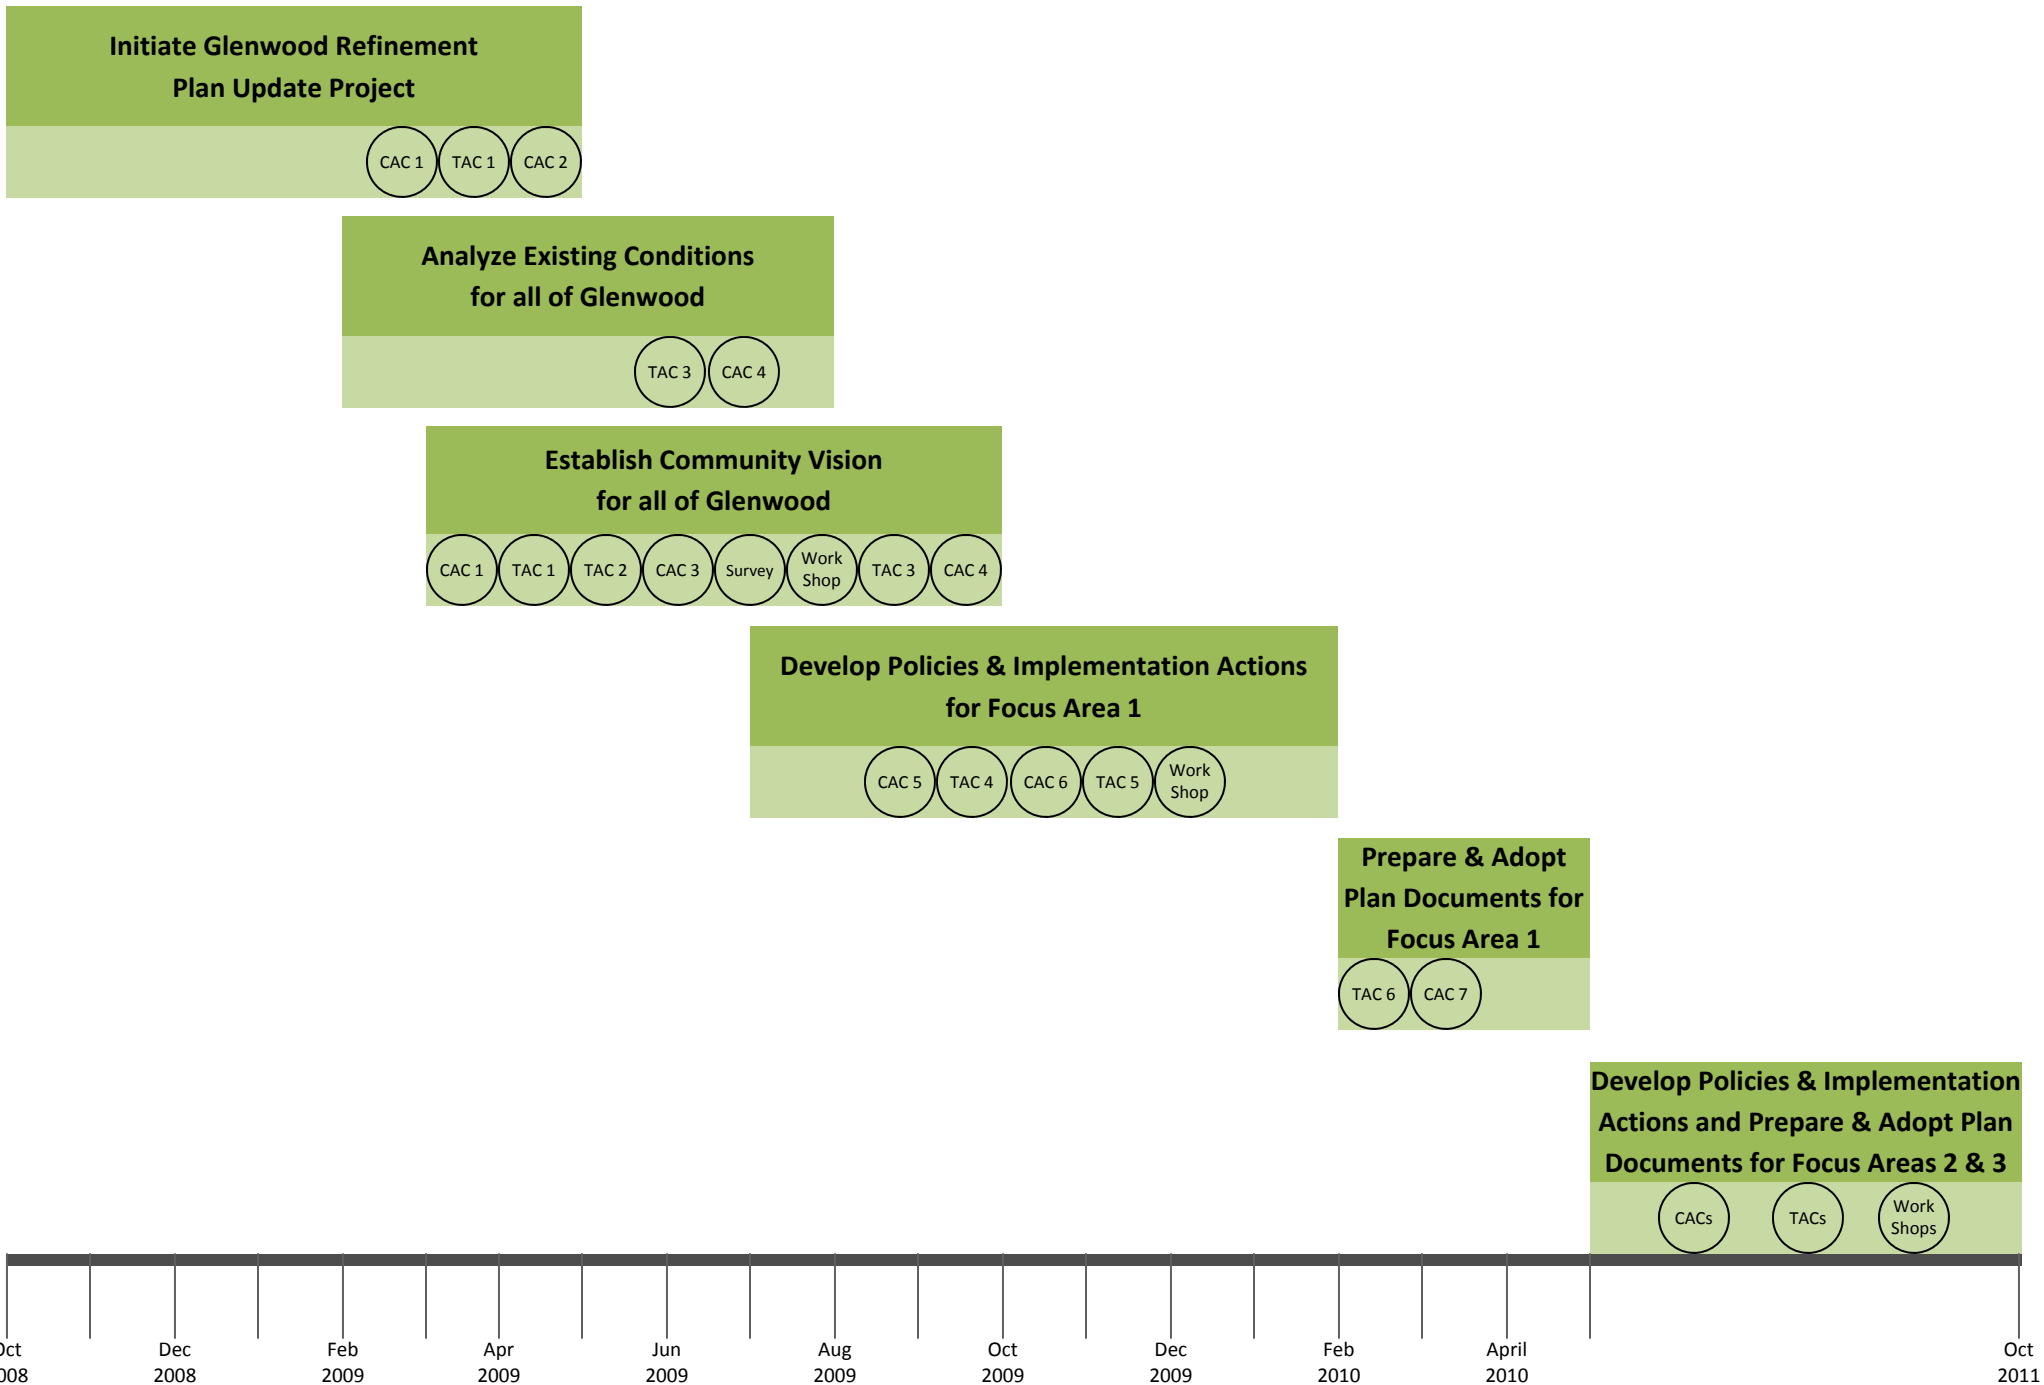 Initiate Glenwood Refinement
Plan Update Project
CAC 1
TAC 1
CAC 2
Analyze Existing Conditions
for all of Glenwood
TAC 3
CAC 4
Establish Community Vision
for all of Glenwood
CAC 1
TAC 1
TAC 2
CAC 3
Survey
Work
Shop
TAC 3
CAC 4
Develop Policies & Implementation Actions
for Focus Area 1
CAC 5
TAC 4
CAC 6
TAC 5
Work
Shop
Prepare & Adopt
Plan Documents for
Focus Area 1
TAC 6
CAC 7
Develop Policies & Implementation
Actions and Prepare & Adopt Plan
Documents for Focus Areas 2 & 3
CACs
TACs
Work
Shops
Oct
2008
Dec
2008
Feb
2009
Apr
2009
Jun
2009
Aug
2009
Oct
2009
Dec
2009
Feb
2010
April
2010
Oct
2011